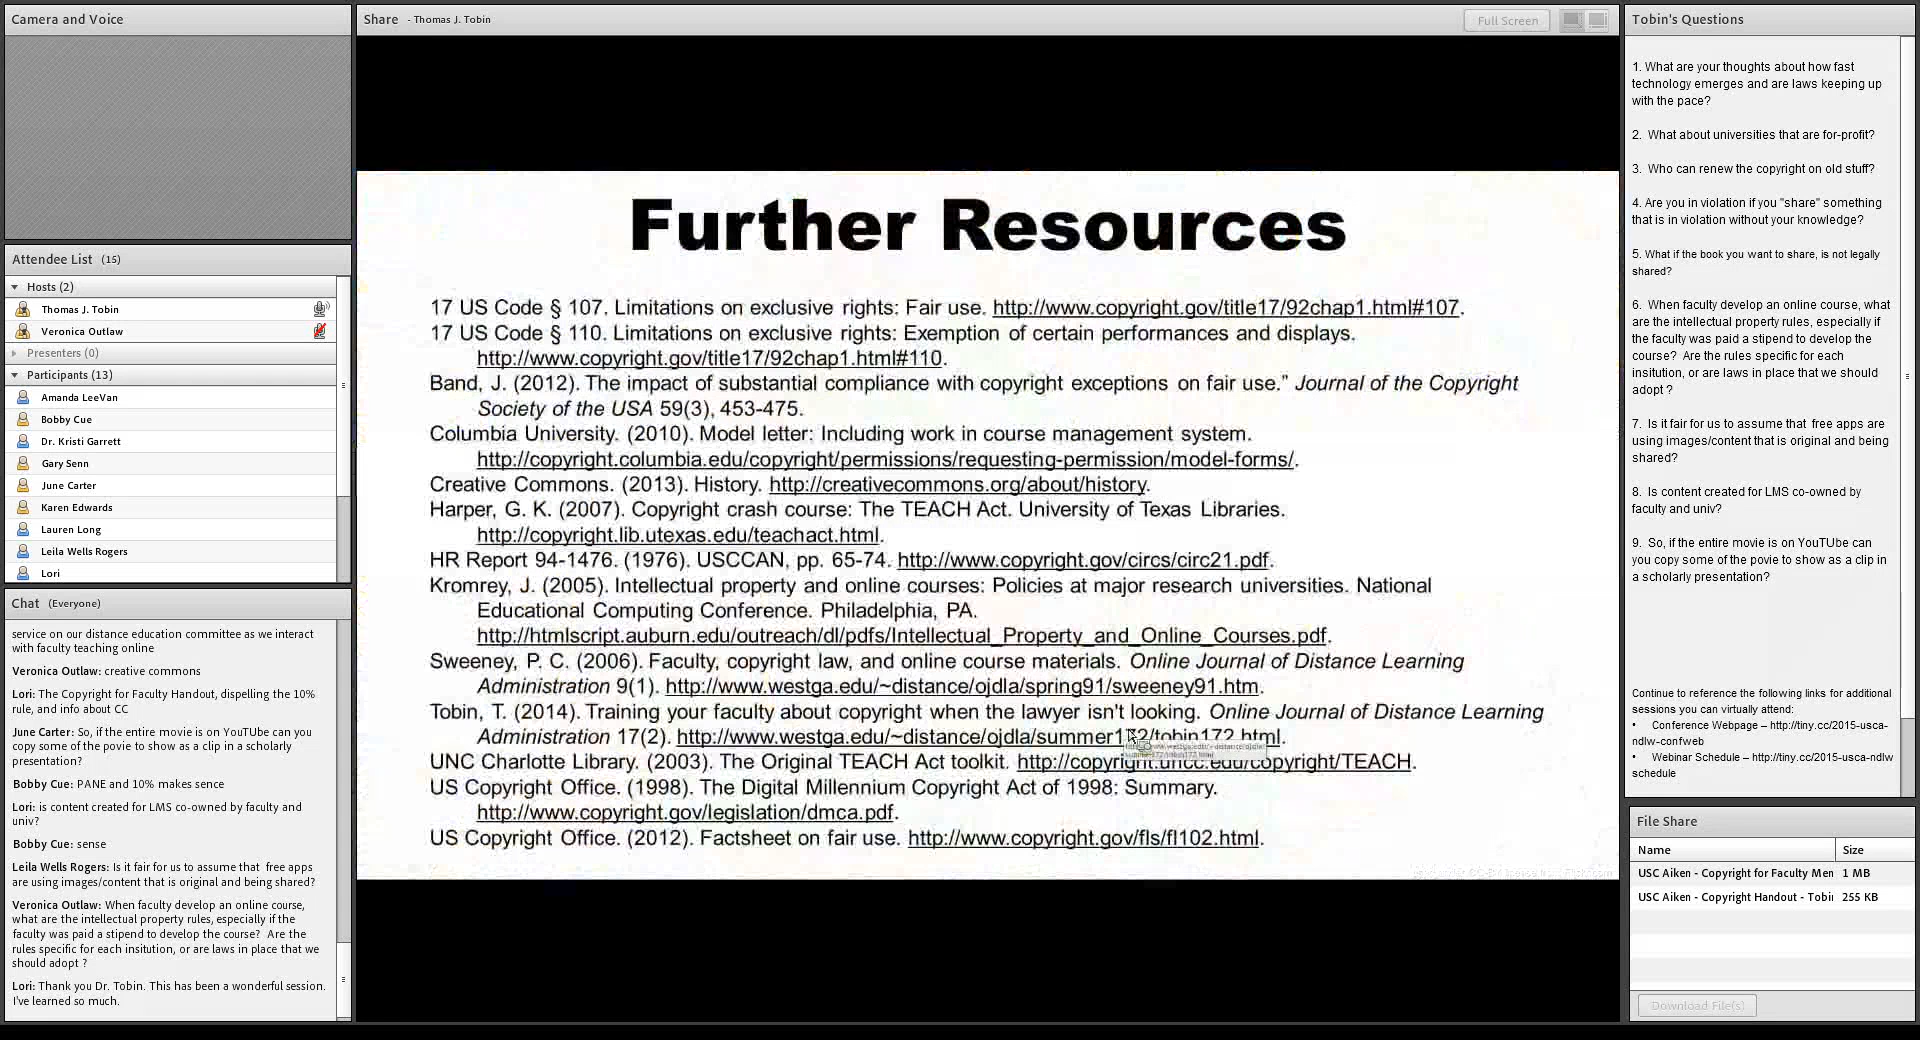 Camera and Voice
Attendee List (15)
Hosts (2)
Thomas J. Tobin
Veronica Outlaw
Presenters (0)
Participants (13)
Amanda LeeVan
Bobby Cue
Dr. Kristi Garrett
Gary Senn
June Carter
Karen Edwards
Lauren Long
Leila Wells Rogers
Lori
Chat (Everyone)
service on our distance education committee as we interact
with faculty teaching online
Veronica Outlaw: creative commons
Lori: The Copyright for Faculty Handout, dispelling the 10%
rule, and info about CC
June Carter: So, if the entire movie is on YouTUBe can you
copy some of the povie to show as a clip in a scholarly
presentation?
Bobby Cue: PANE and 10% makes sence
Lori: is content created for LMS co-owned by faculty and
univ?
Bobby Cue: sense
Leila Wells Rogers: Is it fair for us to assume that free apps
are using images/content that is original and being shared?
Veronica Outlaw: When faculty develop an online course,
what are the intellectual property rules, especially if the
faculty was paid a stipend to develop the course? Are the
rules specific for each insitution, or are laws in place that we
should adopt ?
Lori: Thank you Dr. Tobin. This has been a wonderful session.
I've learned so much.
Share - Thomas J. Tobin
Full Screen
Further Resources
17 US Code § 107. Limitations on exclusive rights: Fair use. http://www.copyright.gov/title17/92chap1.html#107.
17 US Code § 110. Limitations on exclusive rights: Exemption of certain performances and displays.
http://www.copyright.gov/title17/92chap1.html#110.
Band, J. (2012). The impact of substantial compliance with copyright exceptions on fair use.” Journal of the Copyright
Society of the USA 59(3), 453-475.
Columbia University. (2010). Model letter: Including work in course management system.
http://copyright.columbia.edu/copyright/permissions/requesting-permission/model-forms/.
Creative Commons. (2013). History. http://creativecommons.org/about/history.
Harper, G. K. (2007). Copyright crash course: The TEACH Act. University of Texas Libraries.
http://copyright.lib.utexas.edu/teachact.html.
HR Report 94-1476. (1976). USCCAN, pp. 65-74. http://www.copyright.gov/circs/circ21.pdf.
Kromrey, J. (2005). Intellectual property and online courses: Policies at major research universities. National
Educational Computing Conference. Philadelphia, PA.
http://htmlscript.auburn.edu/outreach/dl/pdfs/Intellectual_Property_and_Online_Courses.pdf.
Sweeney, P. C. (2006). Faculty, copyright law, and online course materials. Online Journal of Distance Learning
Administration 9(1). http://www.westga.edu/~distance/ojdla/spring91/sweeney91.htm.
Tobin, T. (2014). Training your faculty about copyright when the lawyer isn't looking. Online Journal of Distance Learning
Administration 17(2). http://www.westga.edu/~distance/ojdla/summer172/tobin172.html.
UNC Charlotte Library. (2003). The Original TEACH Act toolkit. http://copyright.uncc.edu/copyright/TEACH.
US Copyright Office. (1998). The Digital Millennium Copyright Act of 1998: Summary.
http://www.copyright.gov/legislation/dmca.pdf.
US Copyright Office. (2012). Factsheet on fair use. http://www.copyright.gov/fls/fl102.html.
Tobin's Questions
1. What are your thoughts about how fast
technology emerges and are laws keeping up
with the pace?
2. What about universities that are for-profit?
3. Who can renew the copyright on old stuff?
4. Are you in violation if you "share" something
that is in violation without your knowledge?
5. What if the book you want to share, is not legally
shared?
6. When faculty develop an online course, what
are the intellectual property rules, especially if
the faculty was paid a stipend to develop the
course? Are the rules specific for each
insitution, or are laws in place that we should
adopt ?
7. Is it fair for us to assume that free apps are
using images/content that is original and being
shared?
8. Is content created for LMS co-owned by
faculty and univ?
9. So, if the entire movie is on YouTUbe can
you copy some of the povie to show as a clip in
a scholarly presentation?
Continue to reference the following links for additional
sessions you can virtually attend:
• Conference Webpage – http://tiny.cc/2015-usca-
ndlw-confweb
• Webinar Schedule – http://tiny.cc/2015-usca-ndlw
schedule
File Share
Name Size
USC Aiken - Copyright for Faculty Men 1 MB
USC Aiken - Copyright Handout - Tobii 255 KB
Download File(s)